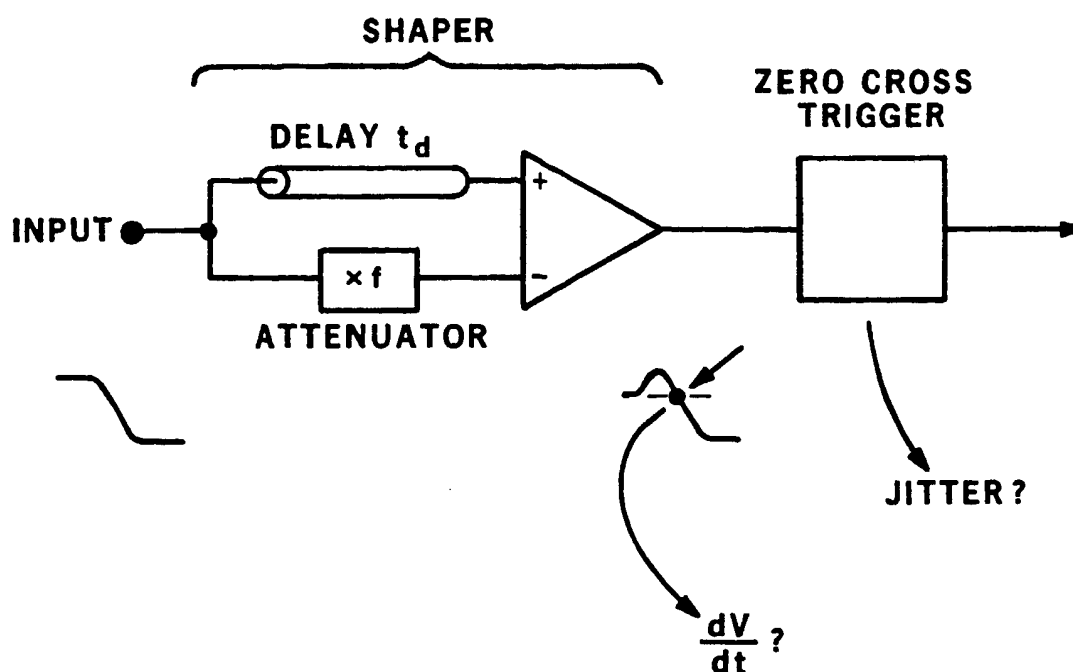 SHAPER
ZERO CROSS
TRIGGER
DELAY t_d
+
INPUT
× f
−
ATTENUATOR
JITTER ?
dV
dt
?